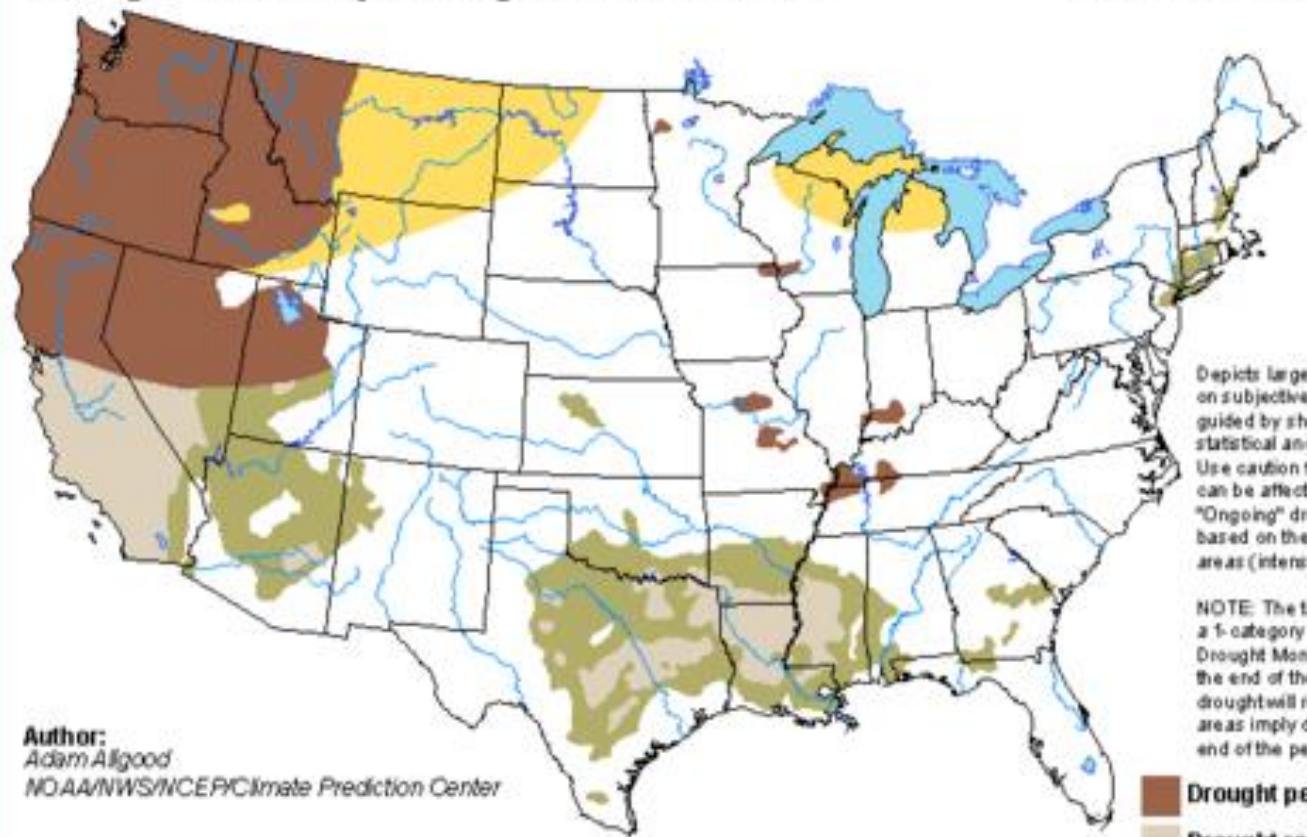 Author:
Adam Allgood
NOAA/NWS/NCEP/Climate Prediction Center
Depicts large
on subjective
guided by sh
statistical an
Use caution f
can be affect
"Ongoing" dr
based on the
areas (intens
NOTE: The t
a 1-category
Drought Mon
the end of the
drought will r
areas imply d
end of the pe
Drought pe